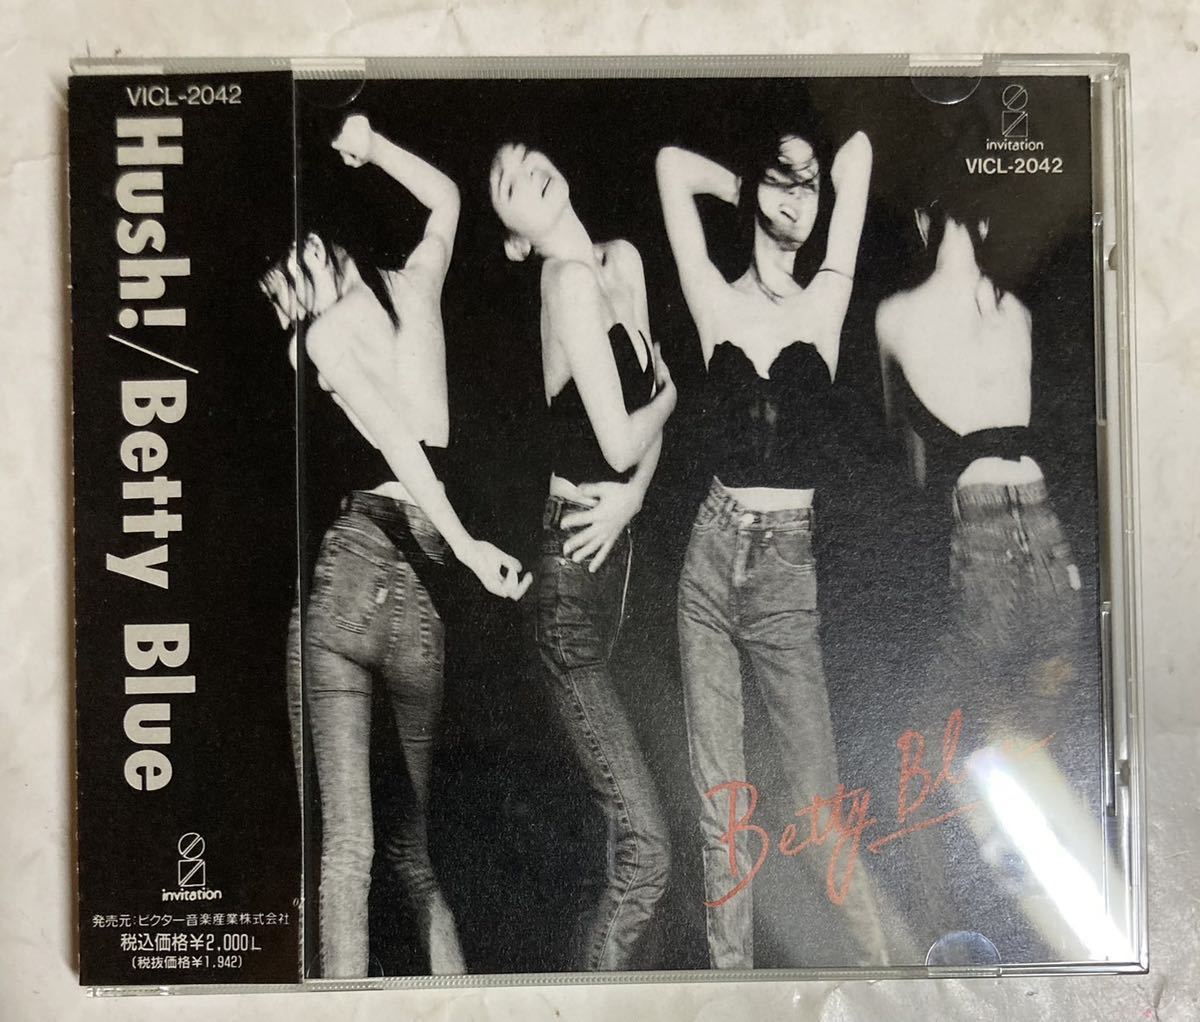 VICL-2042
Hush!/Betty Blue
invitation
発売元:ビクター音楽産業株式会社
税込価格¥2,000L
(税抜価格¥1,942)
invitation
VICL-2042
Betty Blue